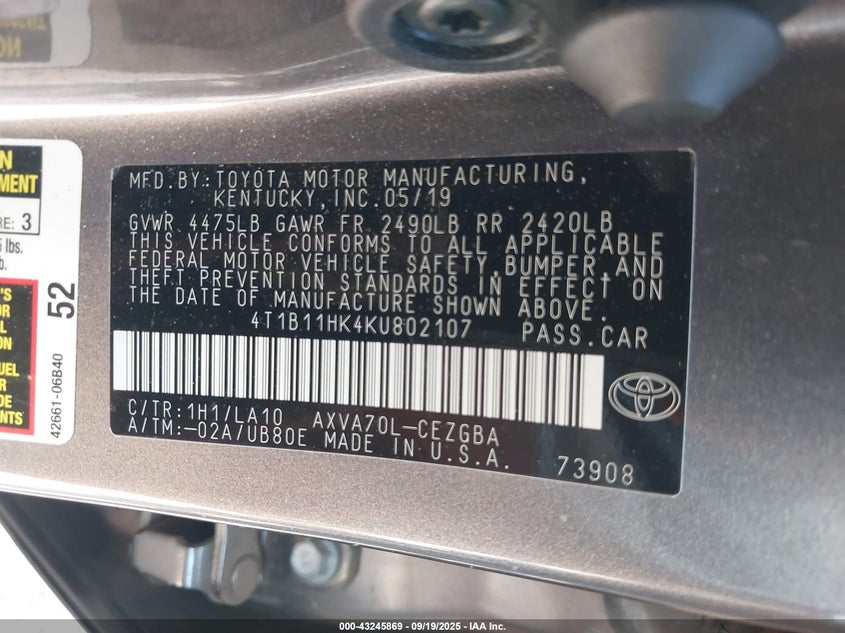 MFD.BY:TOYOTA MOTOR MANUFACTURING,
KENTUCKY, INC.05/19
GVWR 4475LB GAWR FR 2490LB RR 2420LB
THIS VEHICLE CONFORMS TO ALL APPLICABLE
FEDERAL MOTOR VEHICLE SAFETY,BUMPER,AND
THEFT PREVENTION STANDARDS IN EFFECT ON
THE DATE OF MANUFACTURE SHOWN ABOVE.
4T1B11HK4KU802107 PASS.CAR
C/TR:1H1/LA10 AXVA70L-CEZGBA
A/TM:-02A/UB80E MADE IN U.S.A.
73908
RE: 3
lbs.
52
42661-06B40
000-43245869 - 09/19/2025 - IAA Inc.